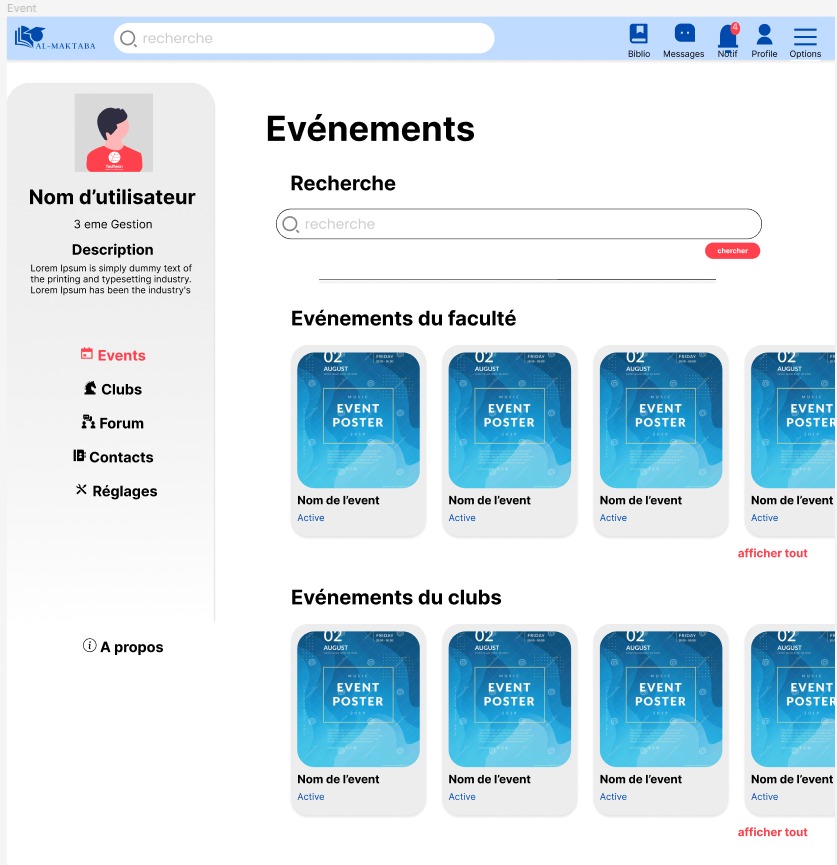 Event
AL-MAKTABA
recherche
Biblio
Messages
4
Notif
Profile
Options
Nom d’utilisateur
3 eme Gestion
Description
Lorem Ipsum is simply dummy text of
the printing and typesetting industry.
Lorem Ipsum has been the industry's
Events
Clubs
Forum
Contacts
Réglages
A propos
Evénements
Recherche
recherche
chercher
Evénements du faculté
02
AUGUST
FRIDAY
MUSIC
EVENT
POSTER
2019
Nom de l’event
Active
02
AUGUST
FRIDAY
MUSIC
EVENT
POSTER
2019
Nom de l’event
Active
02
AUGUST
FRIDAY
MUSIC
EVENT
POSTER
2019
Nom de l’event
Active
02
AUGUST
FRIDAY
MUSIC
EVENT
POSTER
2019
Nom de l’event
Active
afficher tout
Evénements du clubs
02
AUGUST
FRIDAY
MUSIC
EVENT
POSTER
2019
Nom de l’event
Active
02
AUGUST
FRIDAY
MUSIC
EVENT
POSTER
2019
Nom de l’event
Active
02
AUGUST
FRIDAY
MUSIC
EVENT
POSTER
2019
Nom de l’event
Active
02
AUGUST
FRIDAY
MUSIC
EVENT
POSTER
2019
Nom de l’event
Active
afficher tout